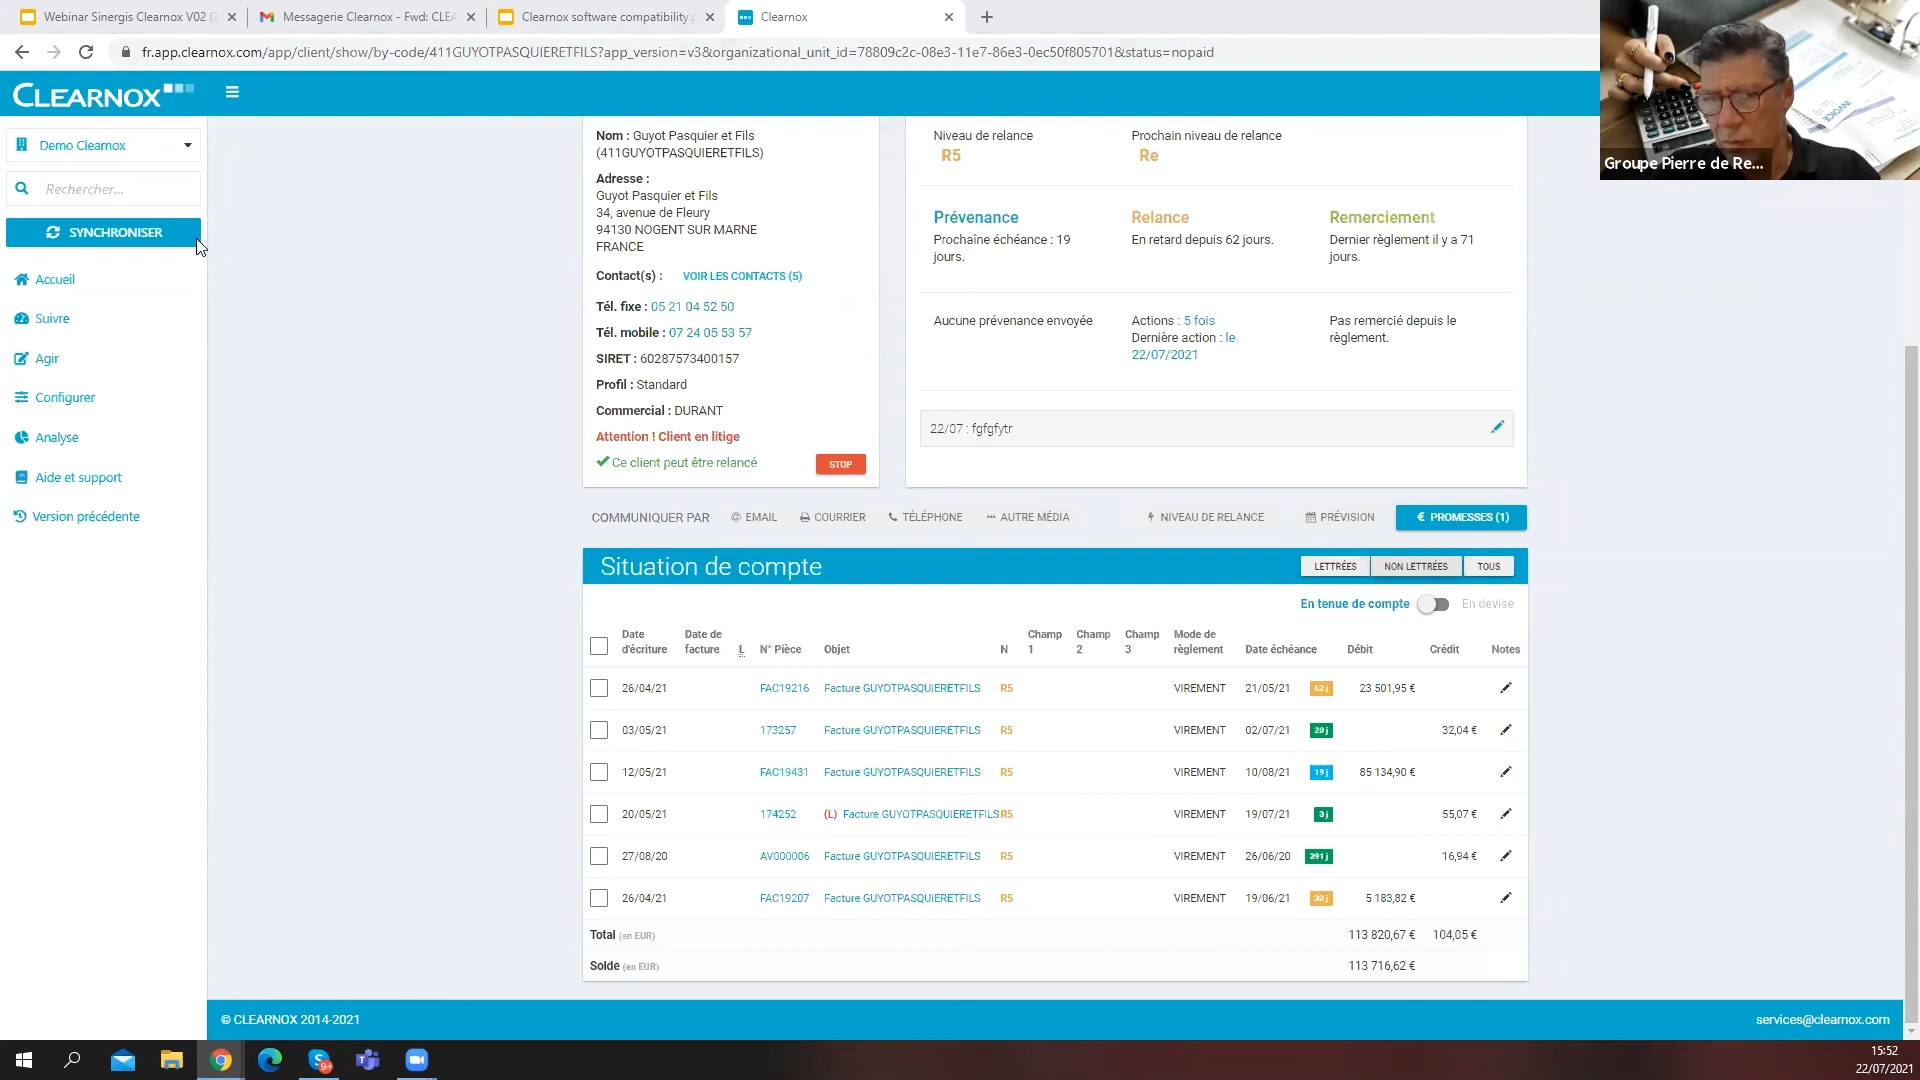 Webinar Sinergis Clearnox V02 (2
Messagerie Clearnox - Fwd: CLEA
Clearnox software compatibility.p
Clearnox
fr.app.clearnox.com/app/client/show/by-code/411GUYOTPASQUIERETFILS?app_version=v3&organizational_unit_id=78809c2c-08e3-11e7-86e3-0ec50f805701&status=nopaid
INVOICE
Groupe Pierre de Re...
CLEARNOX
Demo Clearnox
Rechercher...
SYNCHRONISER
Accueil
Suivre
Agir
Configurer
Analyse
Aide et support
Version précédente
Nom : Guyot Pasquier et Fils
(411GUYOTPASQUIERETFILS)
Adresse :
Guyot Pasquier et Fils
34, avenue de Fleury
94130 NOGENT SUR MARNE
FRANCE
Contact(s) : VOIR LES CONTACTS (5)
Tél. fixe : 05 21 04 52 50
Tél. mobile : 07 24 05 53 57
SIRET : 60287573400157
Profil : Standard
Commercial : DURANT
Attention ! Client en litige
Ce client peut être relancé
STOP
Niveau de relance
R5
Prochain niveau de relance
Re
Prévenance
Prochaîne échéance : 19
jours.
Relance
En retard depuis 62 jours.
Remerciement
Dernier règlement il y a 71
jours.
Aucune prévenance envoyée
Actions : 5 fois
Dernière action : le
22/07/2021
Pas remercié depuis le
règlement.
22/07 : fgfgfytr
COMMUNIQUER PAR EMAIL COURRIER TÉLÉPHONE AUTRE MÉDIA NIVEAU DE RELANCE PRÉVISION € PROMESSES (1)
Situation de compte
LETTRÉES NON LETTRÉES TOUS
En tenue de compte En devise
Date d'écriture Date de facture L N° Pièce Objet N Champ 1 Champ 2 Champ 3 Mode de règlement Date échéance Débit Crédit Notes
26/04/21 FAC19216 Facture GUYOTPASQUIERETFILS R5 VIREMENT 21/05/21 62 j 23 501,95 €
03/05/21 173257 Facture GUYOTPASQUIERETFILS R5 VIREMENT 02/07/21 20 j 32,04 €
12/05/21 FAC19431 Facture GUYOTPASQUIERETFILS R5 VIREMENT 10/08/21 19 j 85 134,90 €
20/05/21 174252 (L) Facture GUYOTPASQUIERETFILS R5 VIREMENT 19/07/21 3 j 55,07 €
27/08/20 AV000006 Facture GUYOTPASQUIERETFILS R5 VIREMENT 26/06/20 391 j 16,94 €
26/04/21 FAC19207 Facture GUYOTPASQUIERETFILS R5 VIREMENT 19/06/21 33 j 5 183,82 €
Total (en EUR) 113 820,67 € 104,05 €
Solde (en EUR) 113 716,62 €
© CLEARNOX 2014-2021
services@clearnox.com
9+
15:52
22/07/2021